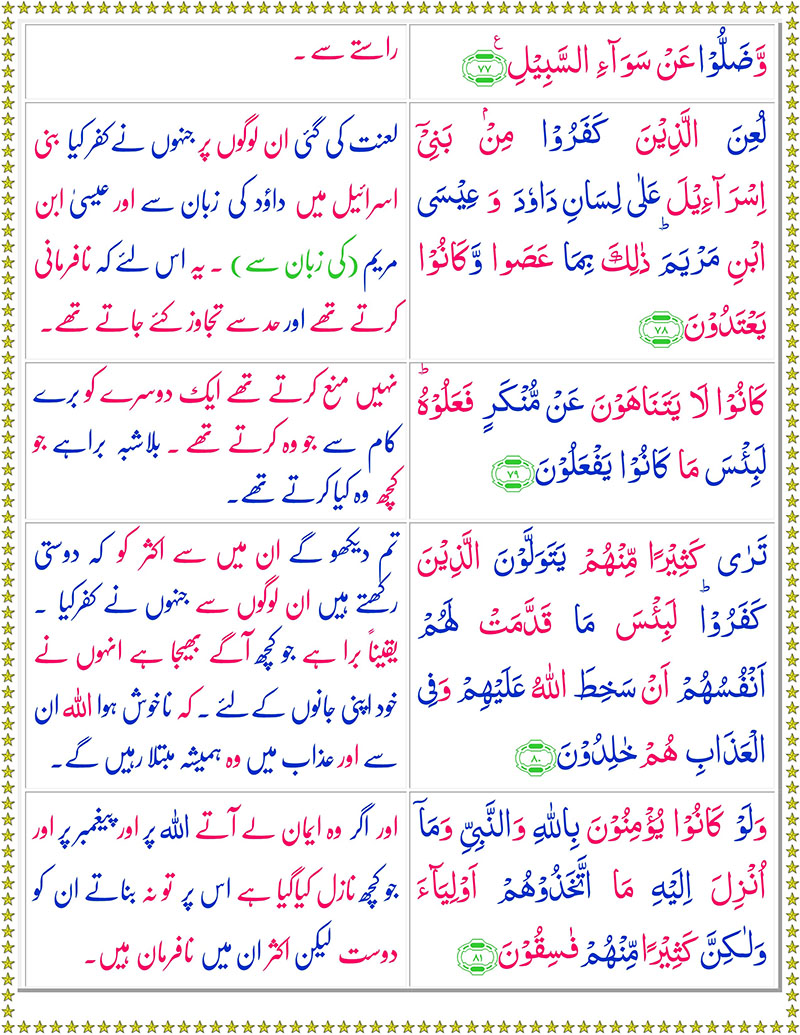 وَّضَلُّوۡا عَنۡ سَوَآءِ السَّبِيۡلِ ۷۷ ع
راستے سے ۔
لُعِنَ الَّذِيۡنَ كَفَرُوۡا مِنۡۢ بَنِىۡۤ
اِسۡرَآءِيۡلَ عَلٰى لِسَانِ دَاوٗدَ وَ عِيۡسَى
ابۡنِ مَرۡيَمَ‌ ؕ ذٰ لِكَ بِمَا عَصَوا وَّكَانُوۡا
يَعۡتَدُوۡنَ ۷۸
لعنت کی گئی ان لوگوں پر جنہوں نے کفر کیا بنی
اسرائیل میں داؤد کی زبان سے اور عیسیٰ ابن
مریم (کی زبان سے) ۔ یہ اس لئے کہ نافرمانی
کرتے تھے اور حد سے تجاوز کئے جاتے تھے۔
كَانُوۡا لَا يَتَنَاهَوۡنَ عَنۡ مُّنۡكَرٍ فَعَلُوۡهُ ‌ؕ
لَبِئۡسَ مَا كَانُوۡا يَفۡعَلُوۡنَ ۷۹
نہیں منع کرتے تھے ایک دوسرے کو برے
کام سے جو وہ کرتے تھے ۔ بلاشبہ برا ہے جو
کچھ وہ کیا کرتے تھے۔
تَرٰى كَثِيۡرًا مِّنۡهُمۡ يَتَوَلَّوۡنَ الَّذِيۡنَ
كَفَرُوۡا‌ ؕ لَبِئۡسَ مَا قَدَّمَتۡ لَهُمۡ
اَنۡفُسُهُمۡ اَنۡ سَخِطَ اللّٰهُ عَلَيۡهِمۡ وَفِى
الۡعَذَابِ هُمۡ خٰلِدُوۡنَ ۸۰
تم دیکھو گے ان میں سے اکثر کو کہ دوستی
رکھتے ہیں ان لوگوں سے جنہوں نے کفر کیا ۔
یقیناً برا ہے جو کچھ آگے بھیجا ہے انہوں نے
خود اپنی جانوں کے لئے ۔ کہ ناخوش ہوا اللہ ان
سے اور عذاب میں وہ ہمیشہ مبتلا رہیں گے۔
وَلَوۡ كَانُوۡا يُؤۡمِنُوۡنَ بِاللّٰهِ وَالنَّبِىِّ وَمَاۤ
اُنۡزِلَ اِلَيۡهِ مَا اتَّخَذُوۡهُمۡ اَوۡلِيَآءَ
وَلٰـكِنَّ كَثِيۡرًا مِّنۡهُمۡ فٰسِقُوۡنَ ۸۱
اور اگر وہ ایمان لے آتے اللہ پر اور پیغمبر پر اور
جو کچھ نازل کیا گیا ہے اس پر تو نہ بناتے ان کو
دوست لیکن اکثر ان میں نافرمان ہیں۔